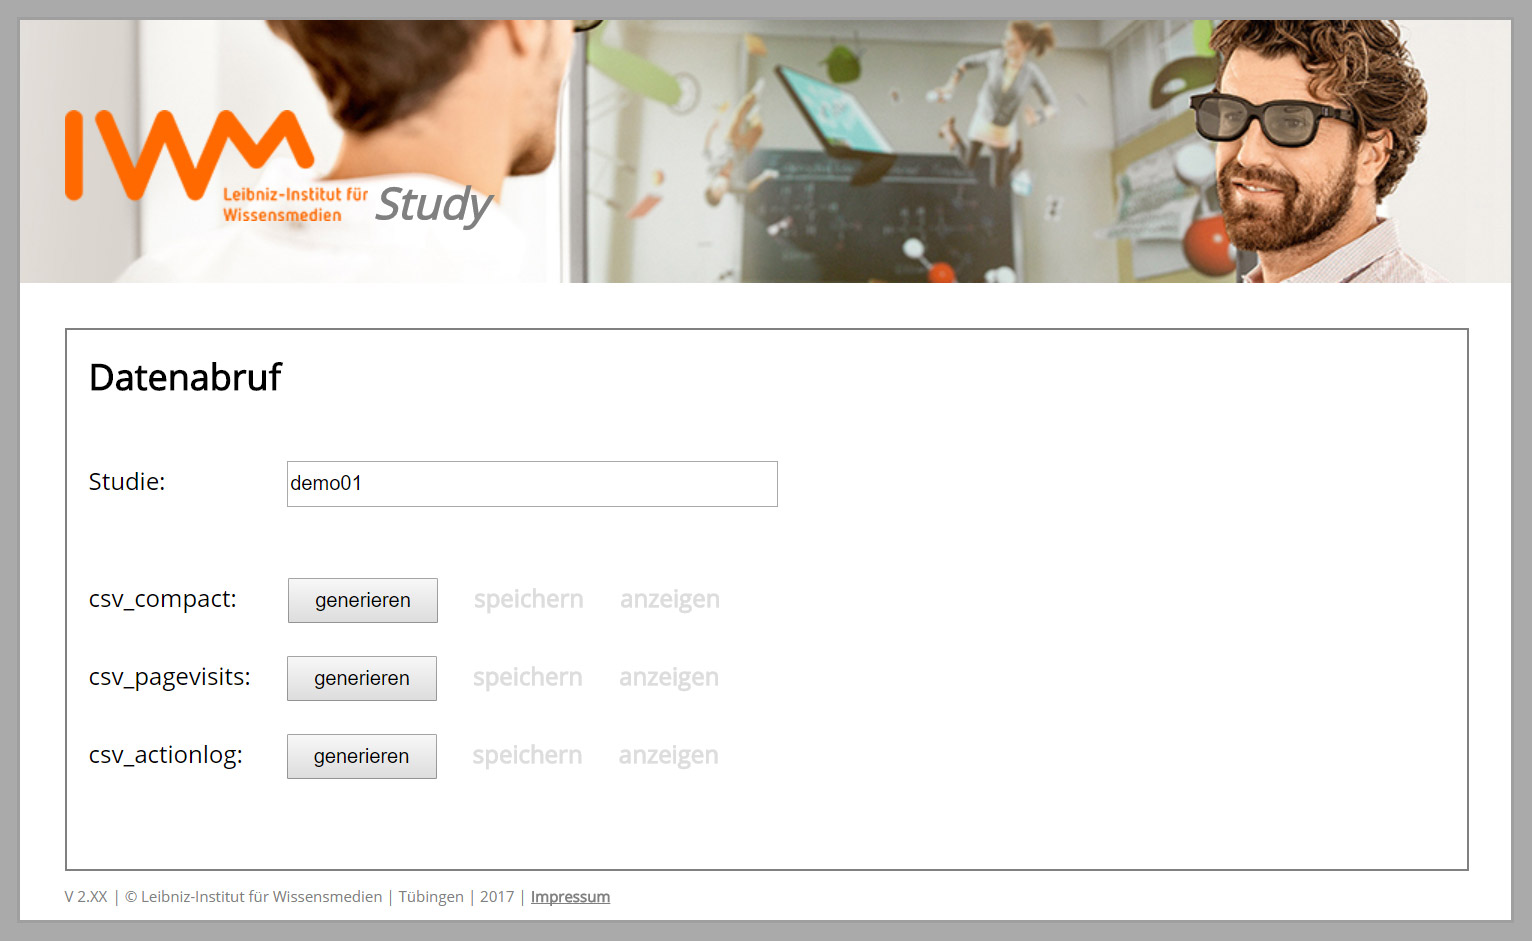 IWM
Leibniz-Institut für
Wissensmedien
Study
Datenabruf
Studie: demo01
csv_compact: generieren speichern anzeigen
csv_pagevisits: generieren speichern anzeigen
csv_actionlog: generieren speichern anzeigen
V 2.XX | © Leibniz-Institut für Wissensmedien | Tübingen | 2017 | Impressum